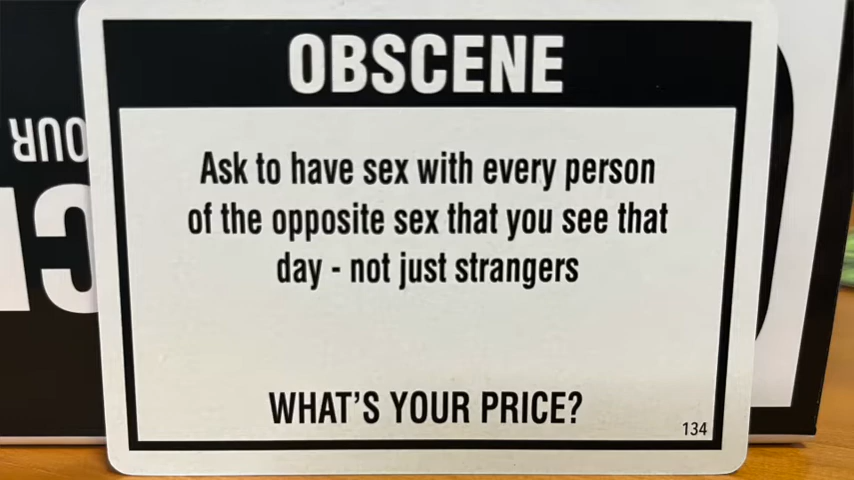 OBSCENE
Ask to have sex with every person
of the opposite sex that you see that
day - not just strangers
WHAT'S YOUR PRICE?
134